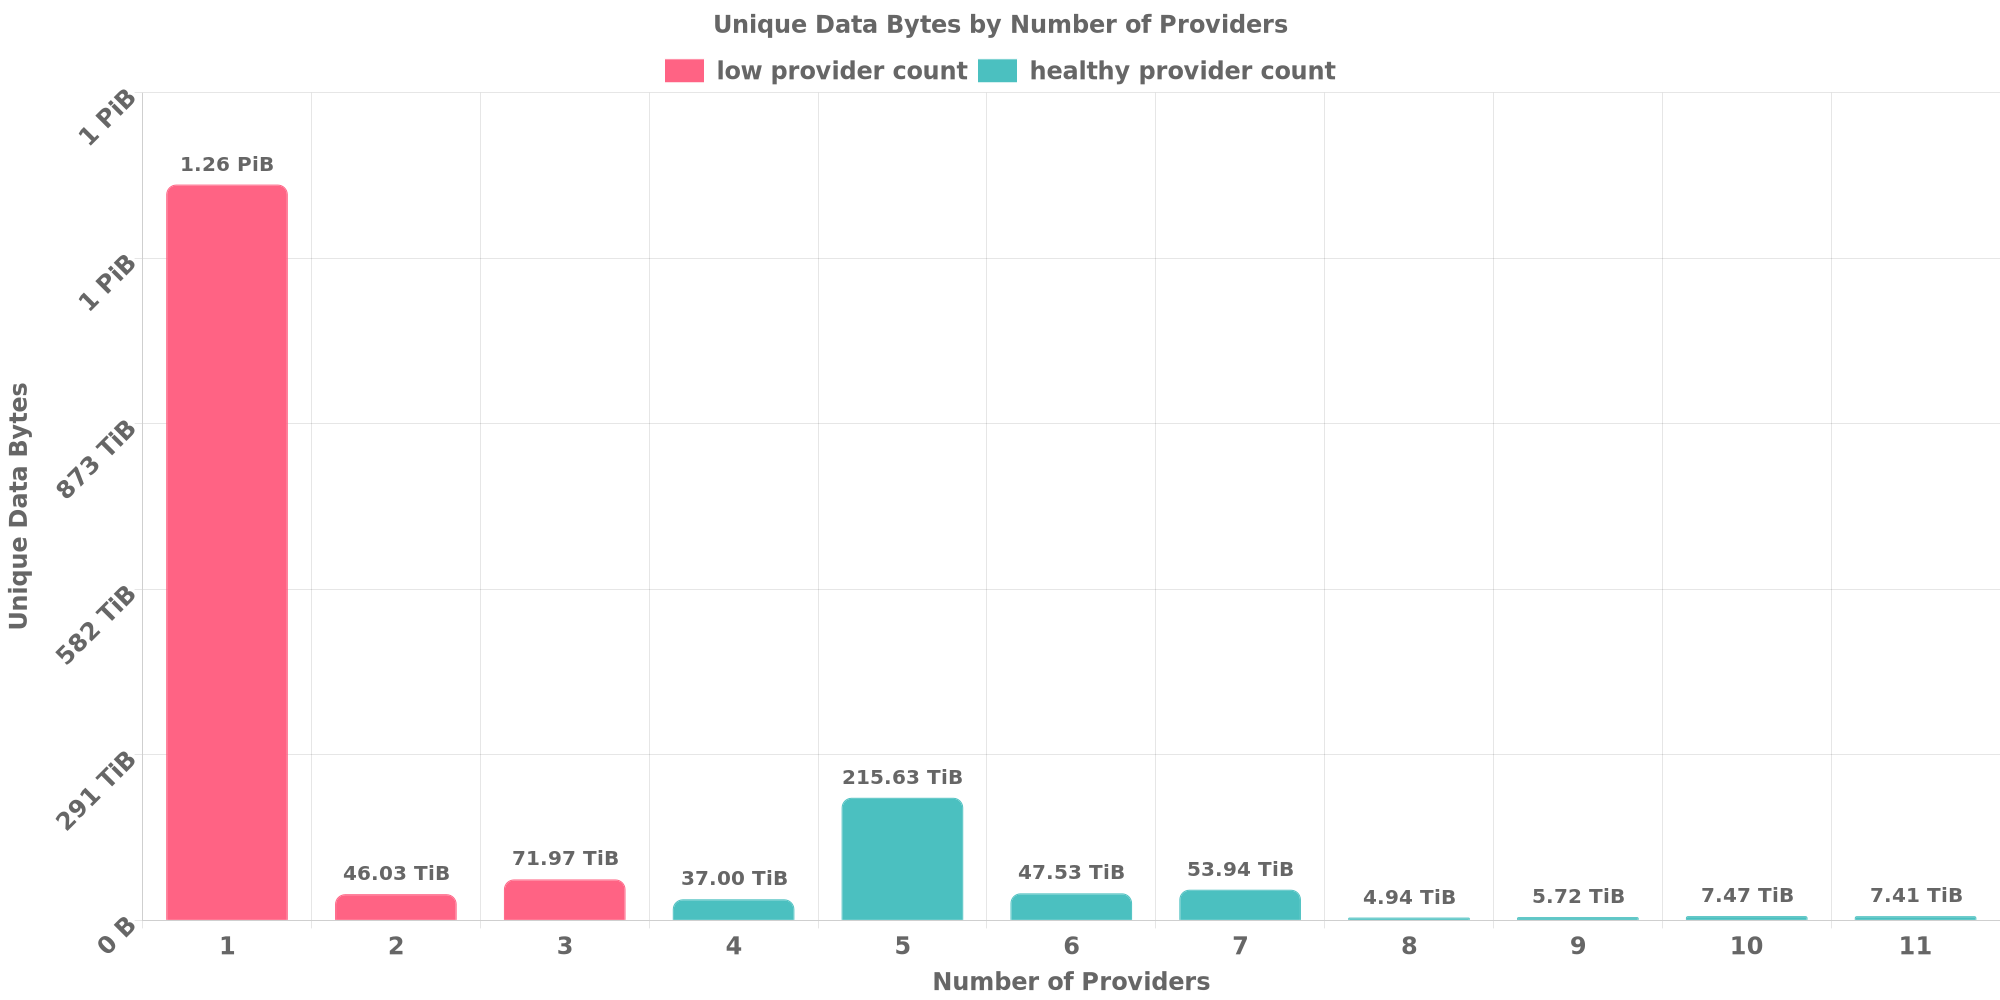 Unique Data Bytes by Number of Providers
low provider count healthy provider count
1 PiB
1 PiB
873 TiB
582 TiB
291 TiB
0 B
Unique Data Bytes
1.26 PiB
46.03 TiB
71.97 TiB
37.00 TiB
215.63 TiB
47.53 TiB
53.94 TiB
4.94 TiB
5.72 TiB
7.47 TiB
7.41 TiB
1 2 3 4 5 6 7 8 9 10 11
Number of Providers